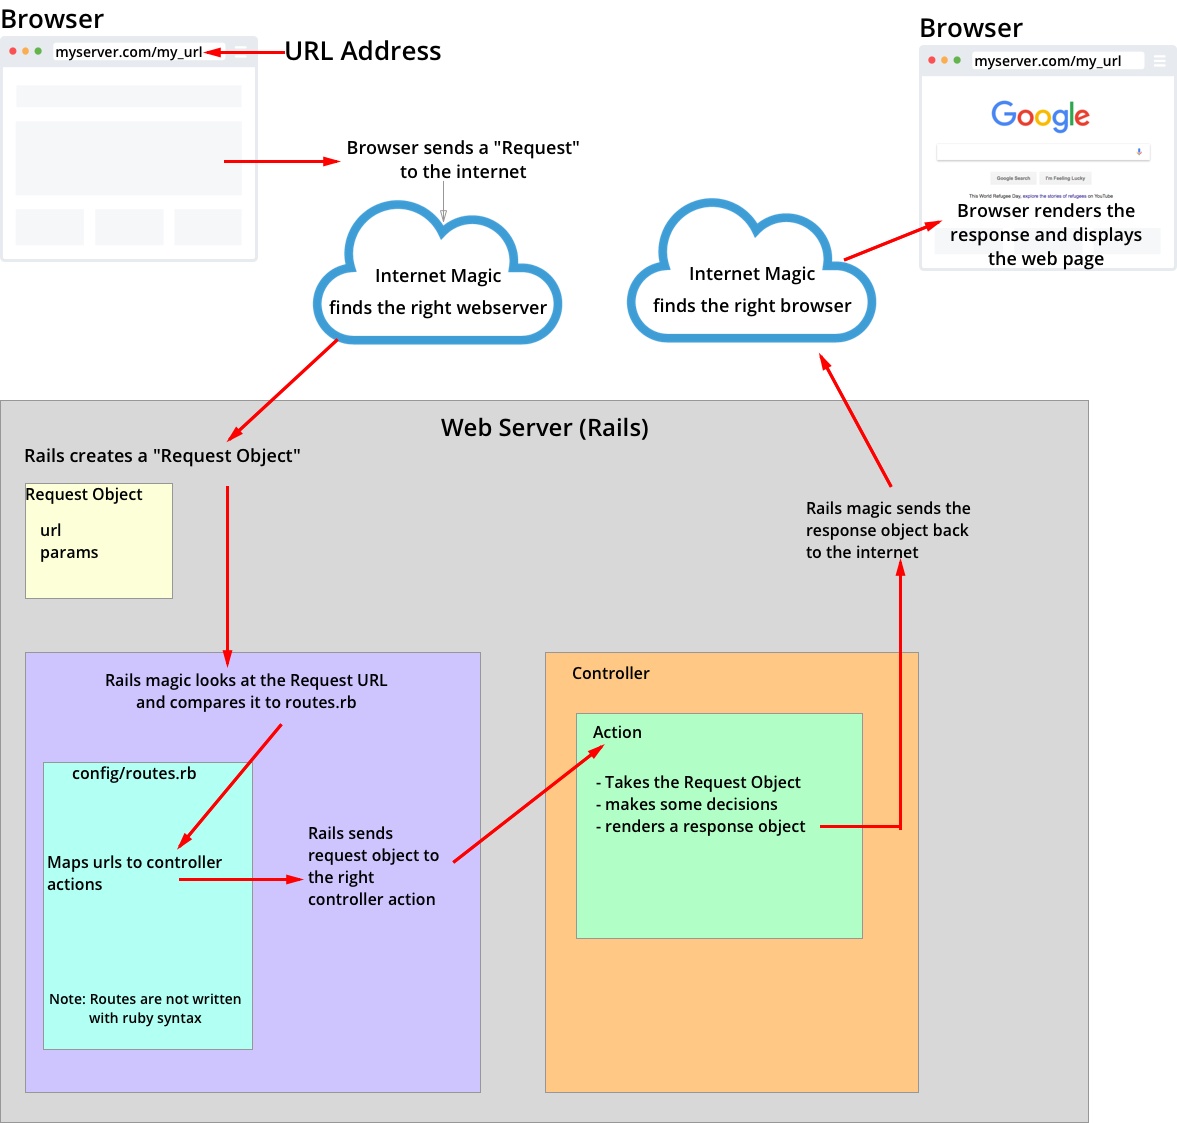 Browser
myserver.com/my_url
URL Address
Browser sends a "Request"
to the internet
Internet Magic
finds the right webserver
Internet Magic
finds the right browser
Browser
myserver.com/my_url
Google
Google Search
I'm Feeling Lucky
This World Refugee Day, explore the stories of refugees on YouTube
Browser renders the
response and displays
the web page
Web Server (Rails)
Rails creates a "Request Object"
Request Object
url
params
Rails magic looks at the Request URL
and compares it to routes.rb
config/routes.rb
Maps urls to controller
actions
Note: Routes are not written
with ruby syntax
Rails sends
request object to
the right
controller action
Controller
Action
- Takes the Request Object
- makes some decisions
- renders a response object
Rails magic sends the
response object back
to the internet